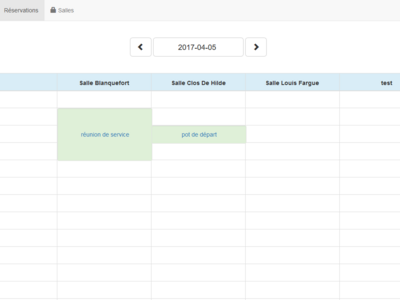 Réservations Salles
2017-04-05
Salle Blanquefort Salle Clos De Hilde Salle Louis Fargue test
réunion de service pot de départ